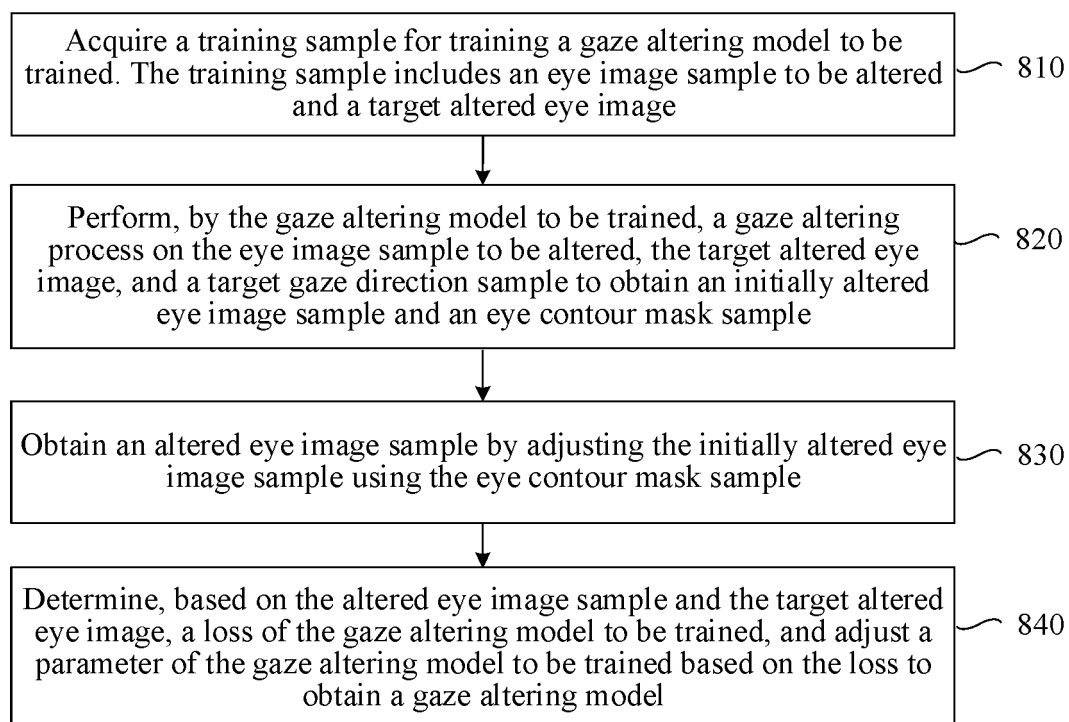 Acquire a training sample for training a gaze altering model to be
trained. The training sample includes an eye image sample to be altered
and a target altered eye image
810
Perform, by the gaze altering model to be trained, a gaze altering
process on the eye image sample to be altered, the target altered eye
image, and a target gaze direction sample to obtain an initially altered
eye image sample and an eye contour mask sample
820
Obtain an altered eye image sample by adjusting the initially altered eye
image sample using the eye contour mask sample
830
Determine, based on the altered eye image sample and the target altered
eye image, a loss of the gaze altering model to be trained, and adjust a
parameter of the gaze altering model to be trained based on the loss to
obtain a gaze altering model
840